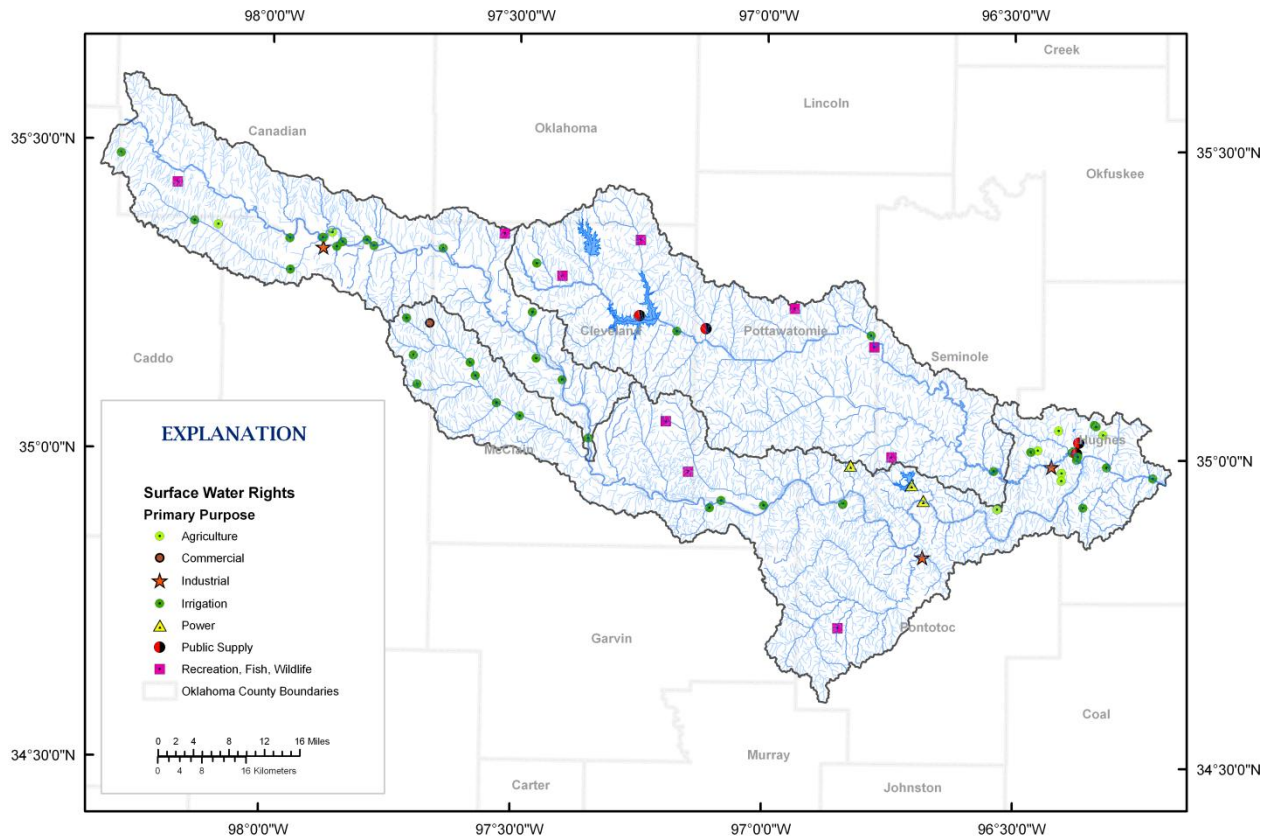 98°0'0"W 97°30'0"W 97°0'0"W 96°30'0"W
Creek
Lincoln
Oklahoma
Canadian
35°30'0"N 35°30'0"N
Okfuskee
Cleveland Pottawatomie
Caddo
Seminole
Hughes
35°0'0"N 35°0'0"N
McClain
EXPLANATION
Surface Water Rights
Primary Purpose
Agriculture
Commercial
Industrial
Irrigation
Power
Public Supply
Recreation, Fish, Wildlife
Oklahoma County Boundaries
0 2 4 8 12 16 Miles
0 4 8 16 Kilometers
Garvin
Pontotoc
Coal
Murray
Carter
Johnston
34°30'0"N 34°30'0"N
98°0'0"W 97°30'0"W 97°0'0"W 96°30'0"W